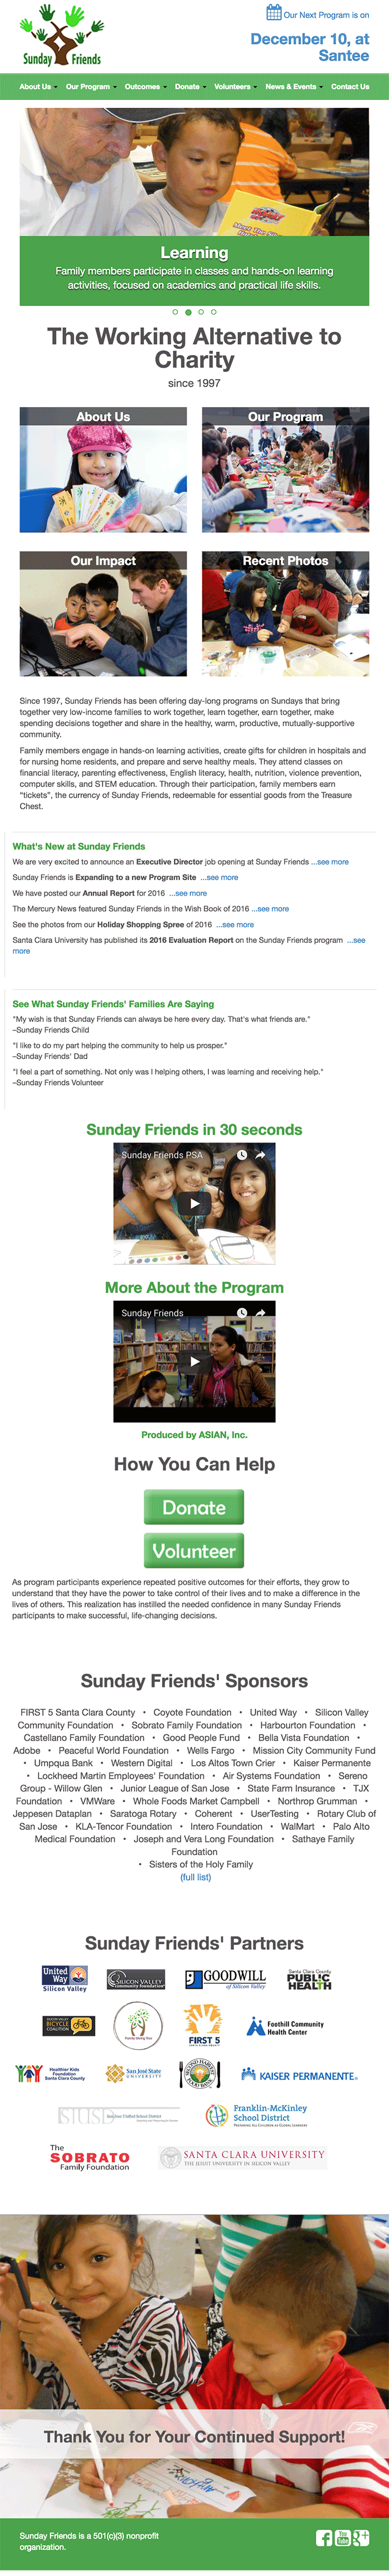 Sunday Friends
Our Next Program is on
December 10, at
Santee
About Us Our Program Outcomes Donate Volunteers News & Events Contact Us
Learning
Family members participate in classes and hands-on learning
activities, focused on academics and practical life skills.
The Working Alternative to
Charity
since 1997
About Us
Our Program
Our Impact
Recent Photos
Since 1997, Sunday Friends has been offering day-long programs on Sundays that bring
together very low-income families to work together, learn together, earn together, make
spending decisions together and share in the healthy, warm, productive, mutually-supportive
community.
Family members engage in hands-on learning activities, create gifts for children in hospitals and
for nursing home residents, and prepare and serve healthy meals. They attend classes on
financial literacy, parenting effectiveness, English literacy, health, nutrition, violence prevention,
computer skills, and STEM education. Through their participation, family members earn
“tickets”, the currency of Sunday Friends, redeemable for essential goods from the Treasure
Chest.
What's New at Sunday Friends
We are very excited to announce an Executive Director job opening at Sunday Friends ...see more
Sunday Friends is Expanding to a new Program Site ...see more
We have posted our Annual Report for 2016 ...see more
The Mercury News featured Sunday Friends in the Wish Book of 2016 ...see more
See the photos from our Holiday Shopping Spree of 2016 ...see more
Santa Clara University has published its 2016 Evaluation Report on the Sunday Friends program ...see
more
See What Sunday Friends' Families Are Saying
"My wish is that Sunday Friends can always be here every day. That's what friends are."
–Sunday Friends Child
"I like to do my part helping the community to help us prosper."
–Sunday Friends' Dad
"I feel a part of something. Not only was I helping others, I was learning and receiving help."
–Sunday Friends Volunteer
Sunday Friends in 30 seconds
Sunday Friends PSA
More About the Program
Sunday Friends
Produced by ASIAN, Inc.
How You Can Help
Donate
Volunteer
As program participants experience repeated positive outcomes for their efforts, they grow to
understand that they have the power to take control of their lives and to make a difference in the
lives of others. This realization has instilled the needed confidence in many Sunday Friends
participants to make successful, life-changing decisions.
Sunday Friends' Sponsors
FIRST 5 Santa Clara County • Coyote Foundation • United Way • Silicon Valley
Community Foundation • Sobrato Family Foundation • Harbourton Foundation •
Castellano Family Foundation • Good People Fund • Bella Vista Foundation •
Adobe • Peaceful World Foundation • Wells Fargo • Mission City Community Fund
• Umpqua Bank • Western Digital • Los Altos Town Crier • Kaiser Permanente
• Lockheed Martin Employees' Foundation • Air Systems Foundation • Sereno
Group - Willow Glen • Junior League of San Jose • State Farm Insurance • TJX
Foundation • VMWare • Whole Foods Market Campbell • Northrop Grumman •
Jeppesen Dataplan • Saratoga Rotary • Coherent • UserTesting • Rotary Club of
San Jose • KLA-Tencor Foundation • Intero Foundation • WalMart • Palo Alto
Medical Foundation • Joseph and Vera Long Foundation • Sathaye Family
Foundation
• Sisters of the Holy Family
(full list)
Sunday Friends' Partners
United Way
Silicon Valley
SILICON VALLEY
community foundation
GOODWILL
of Silicon Valley
Santa Clara County
PUBLIC HEALTH
SILICON VALLEY
BICYCLE
COALITION
FIRST 5
Foothill Community
Health Center
Healthier Kids
Foundation
Santa Clara County
San José State
UNIVERSITY
SECOND HARVEST
FOOD BANK
KAISER PERMANENTE®
SJUSD
Franklin-McKinley
School District
The
SOBRATO
Family Foundation
SANTA CLARA UNIVERSITY
THE JESUIT UNIVERSITY IN SILICON VALLEY
Thank You for Your Continued Support!
Sunday Friends is a 501(c)(3) nonprofit
organization.